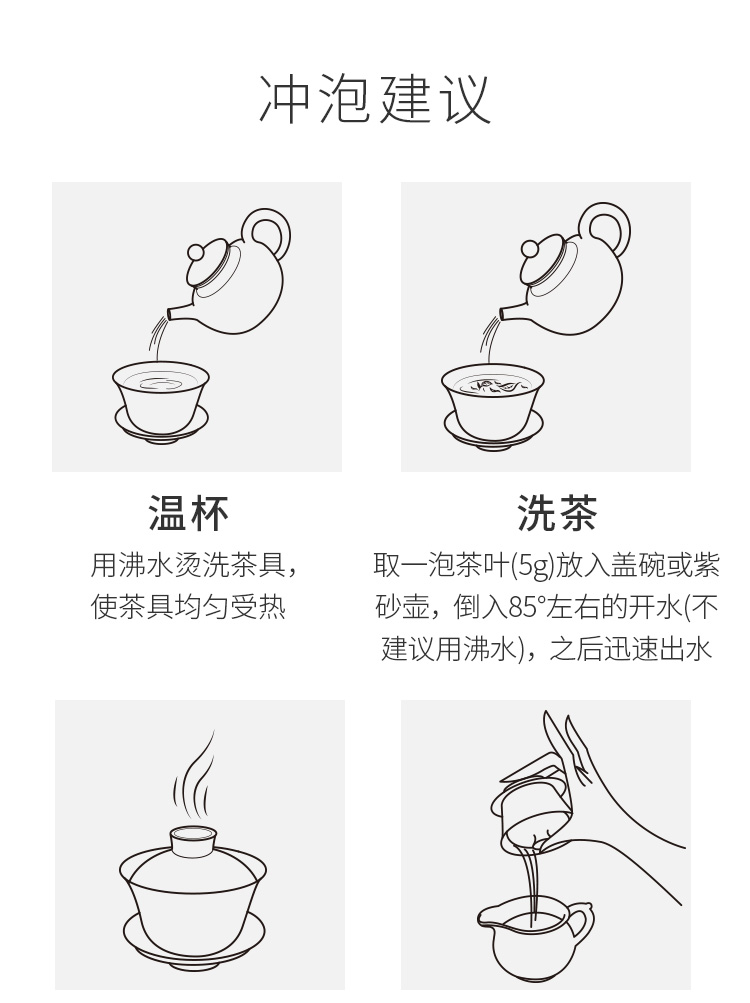 冲泡建议
温杯
用沸水烫洗茶具，
使茶具均匀受热
洗茶
取一泡茶叶(5g)放入盖碗或紫
砂壶，倒入85°左右的开水(不
建议用沸水)，之后迅速出水